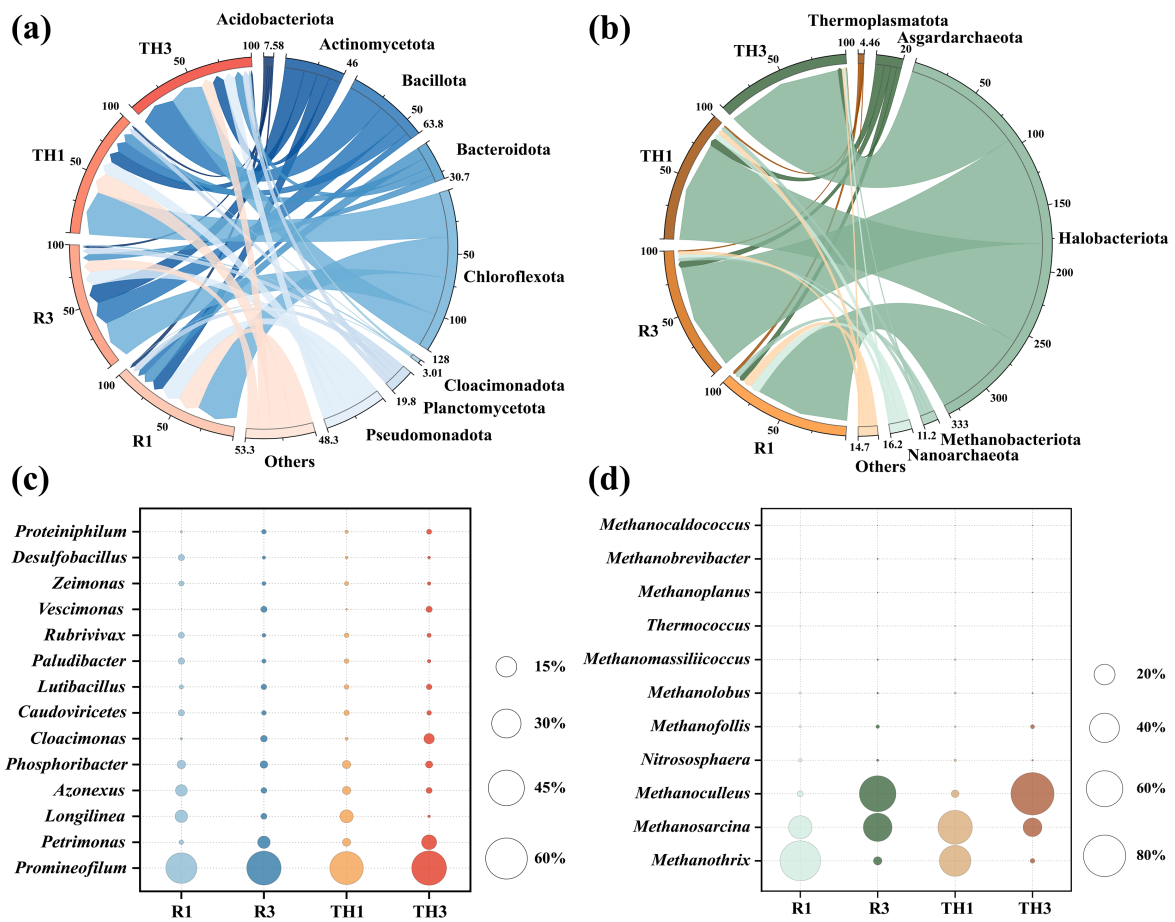 (a)
Acidobacteriota
Actinomycetota
Bacillota
Bacteroidota
Chloroflexota
Cloacimonadota
Planctomycetota
Pseudomonadota
Others
R1
R3
TH1
TH3
100
7.58
46
50
63.8
30.7
50
100
128
3.01
19.8
48.3
53.3
50
100
50
100
50
100
50
(b)
Thermoplasmatota
Asgardarchaeota
Halobacteriota
Methanobacteriota
Nanoarchaeota
Others
R1
R3
TH1
TH3
100
4.46
20
50
100
150
200
250
300
333
11.2
16.2
14.7
50
100
50
100
50
100
50
(c)
Proteiniphilum
Desulfobacillus
Zeimonas
Vescimonas
Rubrivivax
Paludibacter
Lutibacillus
Caudoviricetes
Cloacimonas
Phosphoribacter
Azonexus
Longilinea
Petrimonas
Promineofilum
R1 R3 TH1 TH3
15%
30%
45%
60%
(d)
Methanocaldococcus
Methanobrevibacter
Methanoplanus
Thermococcus
Methanomassiliicoccus
Methanolobus
Methanofollis
Nitrososphaera
Methanoculleus
Methanosarcina
Methanothrix
R1 R3 TH1 TH3
20%
40%
60%
80%